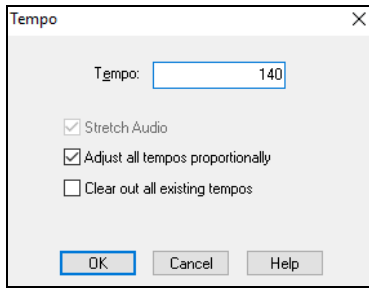 Tempo
Tempo: 140
Stretch Audio
Adjust all tempos proportionally
Clear out all existing tempos
OK Cancel Help